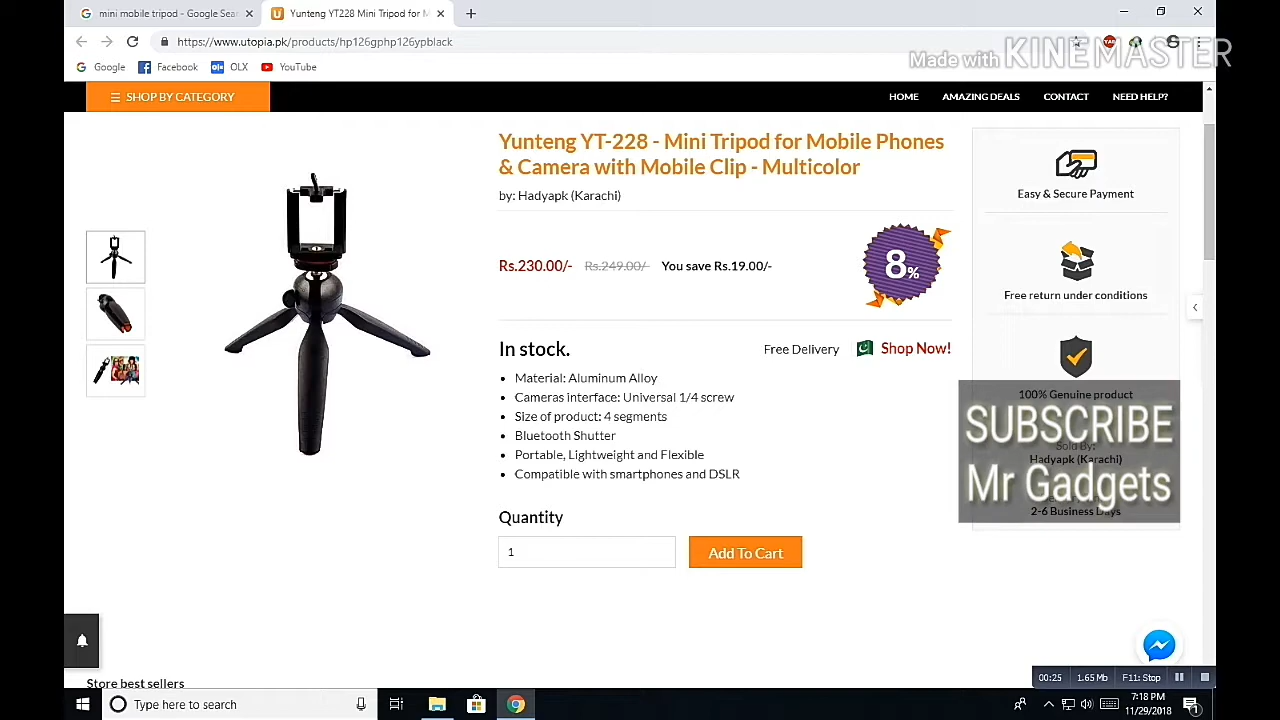 mini mobile tripod - Google Sear
Yunteng YT228 Mini Tripod for M
https://www.utopia.pk/products/hp126gphp126ypblack
Made with KINEMASTER
Google
Facebook
OLX
YouTube
SHOP BY CATEGORY
HOME
AMAZING DEALS
CONTACT
NEED HELP?
Yunteng YT-228 - Mini Tripod for Mobile Phones
& Camera with Mobile Clip - Multicolor
by: Hadyapk (Karachi)
Rs.230.00/- Rs.249.00/- You save Rs.19.00/-
8%
In stock.
Free Delivery
Shop Now!
Material: Aluminum Alloy
Cameras interface: Universal 1/4 screw
Size of product: 4 segments
Bluetooth Shutter
Portable, Lightweight and Flexible
Compatible with smartphones and DSLR
Quantity
1
Add To Cart
Easy & Secure Payment
Free return under conditions
100% Genuine product
SUBSCRIBE
Sold By:
Hadyapk (Karachi)
Mr Gadgets
2-6 Business Days
Store best sellers
00:25
1.65 Mb
F11: Stop
Type here to search
7:18 PM
11/29/2018
1